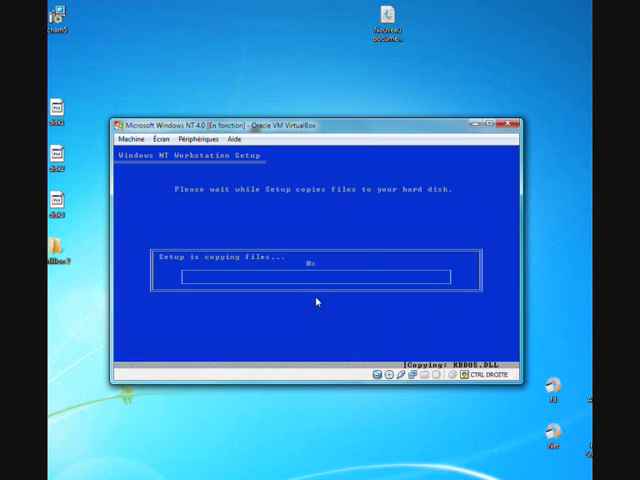 Nouveau
docume...
Microsoft Windows NT 4.0 [En fonction] - Oracle VM VirtualBox
Machine Écran Périphériques Aide
Windows NT Workstation Setup
Please wait while Setup copies files to your hard disk.
Setup is copying files...
0%
Copying: KBDUS.DLL
CTRL DROITE